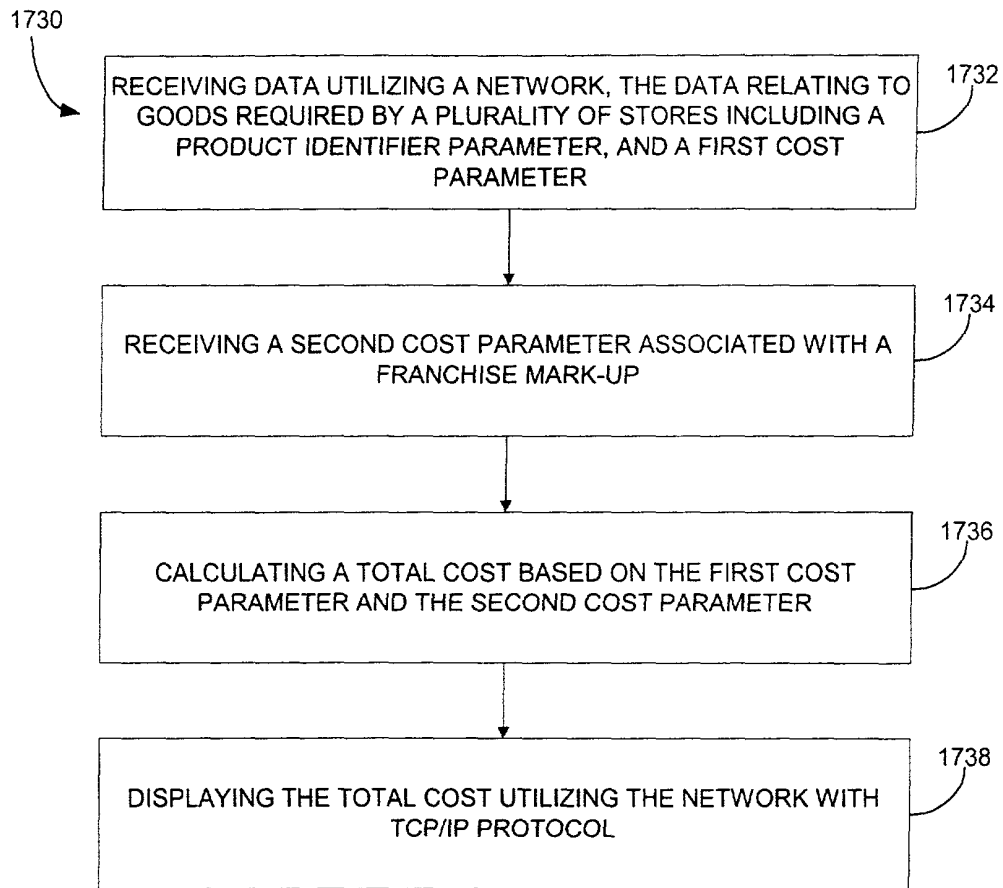 1730
1732
RECEIVING DATA UTILIZING A NETWORK, THE DATA RELATING TO
GOODS REQUIRED BY A PLURALITY OF STORES INCLUDING A
PRODUCT IDENTIFIER PARAMETER, AND A FIRST COST
PARAMETER
1734
RECEIVING A SECOND COST PARAMETER ASSOCIATED WITH A
FRANCHISE MARK-UP
1736
CALCULATING A TOTAL COST BASED ON THE FIRST COST
PARAMETER AND THE SECOND COST PARAMETER
1738
DISPLAYING THE TOTAL COST UTILIZING THE NETWORK WITH
TCP/IP PROTOCOL